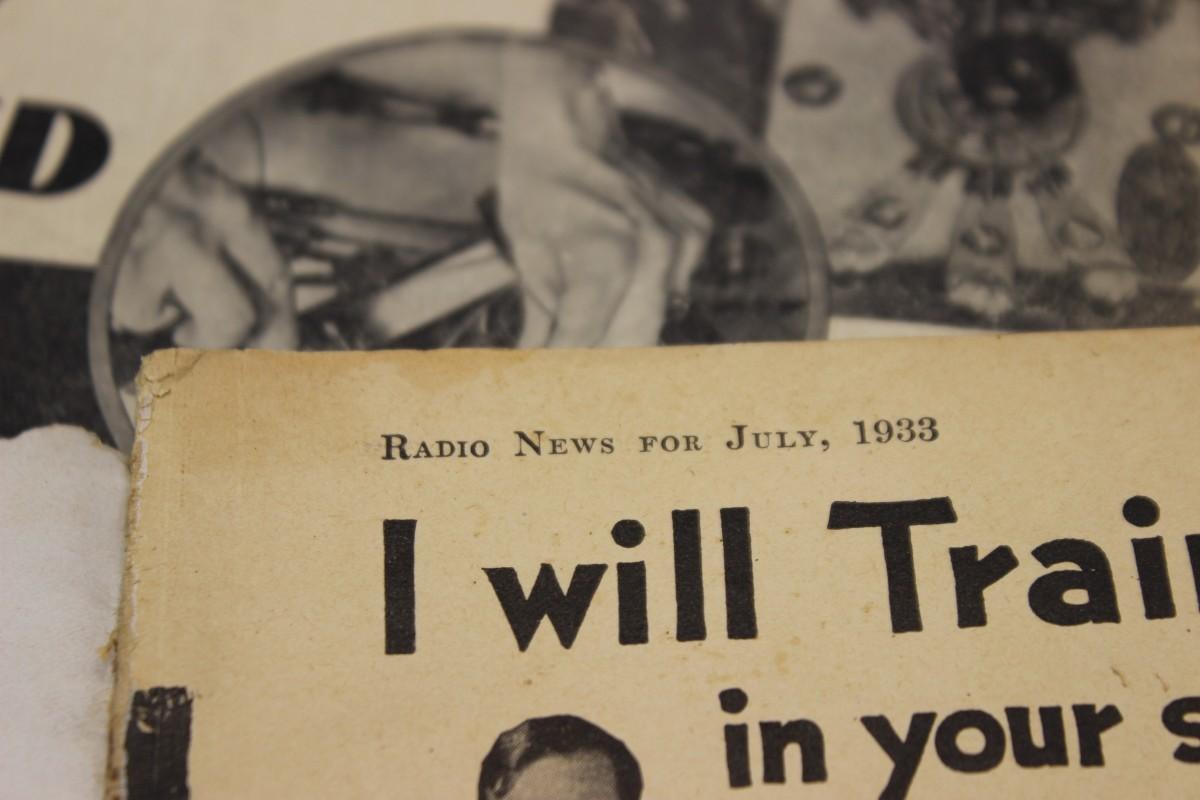 D
RADIO NEWS FOR JULY, 1933
I will Trai
in your s